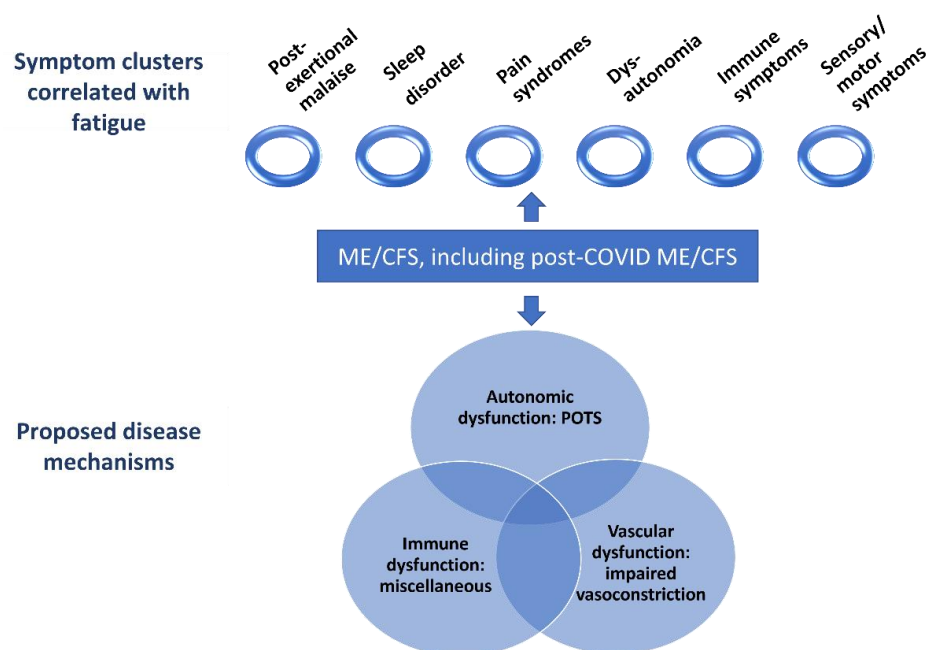 Symptom clusters
correlated with
fatigue
Post-
exertional
malaise
Sleep
disorder
Pain
syndromes
Dys-
autonomia
Immune
symptoms
Sensory/
motor
symptoms
ME/CFS, including post-COVID ME/CFS
Proposed disease
mechanisms
Autonomic
dysfunction: POTS
Immune
dysfunction:
miscellaneous
Vascular
dysfunction:
impaired
vasoconstriction